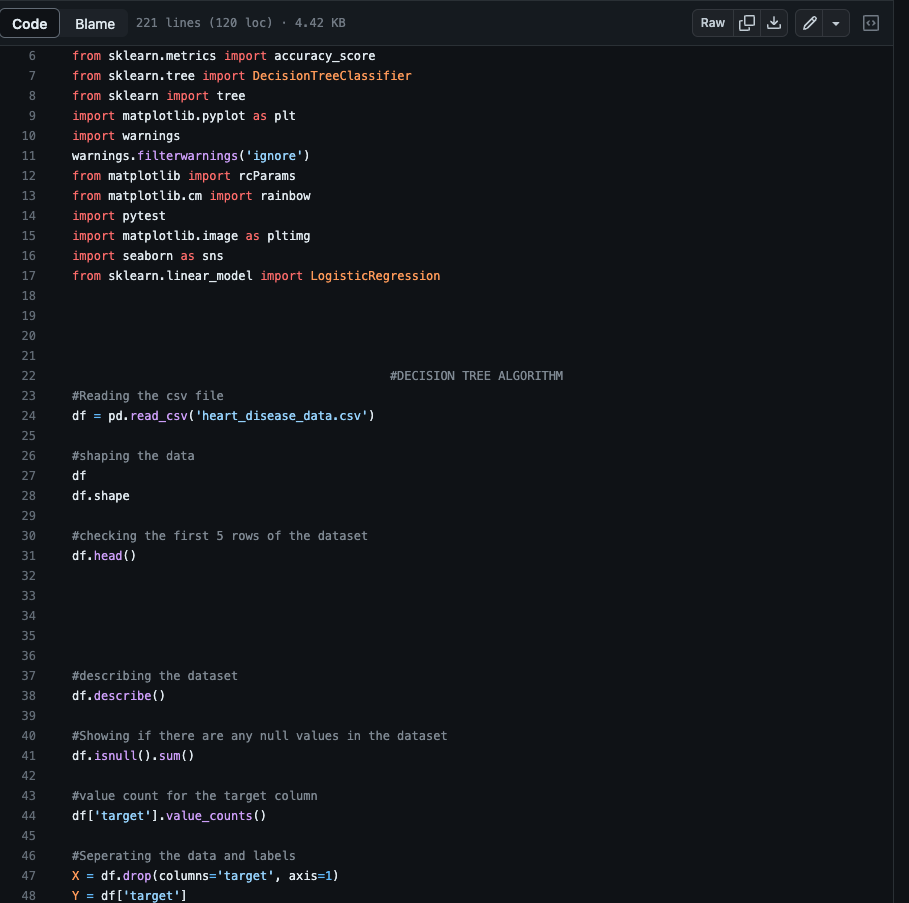 Code Blame 221 lines (120 loc) · 4.42 KB Raw
6 from sklearn.metrics import accuracy_score
7 from sklearn.tree import DecisionTreeClassifier
8 from sklearn import tree
9 import matplotlib.pyplot as plt
10 import warnings
11 warnings.filterwarnings('ignore')
12 from matplotlib import rcParams
13 from matplotlib.cm import rainbow
14 import pytest
15 import matplotlib.image as pltimg
16 import seaborn as sns
17 from sklearn.linear_model import LogisticRegression
18
19
20
21
22 #DECISION TREE ALGORITHM
23 #Reading the csv file
24 df = pd.read_csv('heart_disease_data.csv')
25
26 #shaping the data
27 df
28 df.shape
29
30 #checking the first 5 rows of the dataset
31 df.head()
32
33
34
35
36
37 #describing the dataset
38 df.describe()
39
40 #Showing if there are any null values in the dataset
41 df.isnull().sum()
42
43 #value count for the target column
44 df['target'].value_counts()
45
46 #Seperating the data and labels
47 X = df.drop(columns='target', axis=1)
48 Y = df['target']